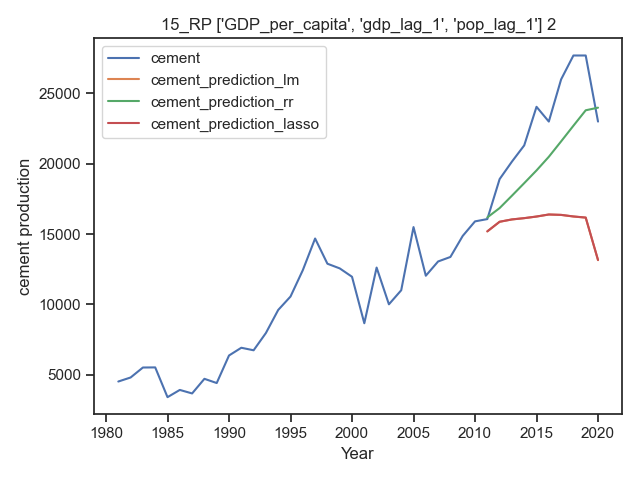 15_RP ['GDP_per_capita', 'gdp_lag_1', 'pop_lag_1'] 2
cement
cement_prediction_lm
cement_prediction_rr
cement_prediction_lasso
25000
20000
15000
10000
5000
cement production
1980 1985 1990 1995 2000 2005 2010 2015 2020
Year